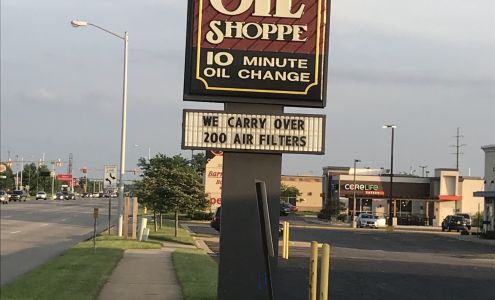 OIL
SHOPPE
10 MINUTE
OIL CHANGE
WE CARRY OVER
200 AIR FILTERS
CORELIFE